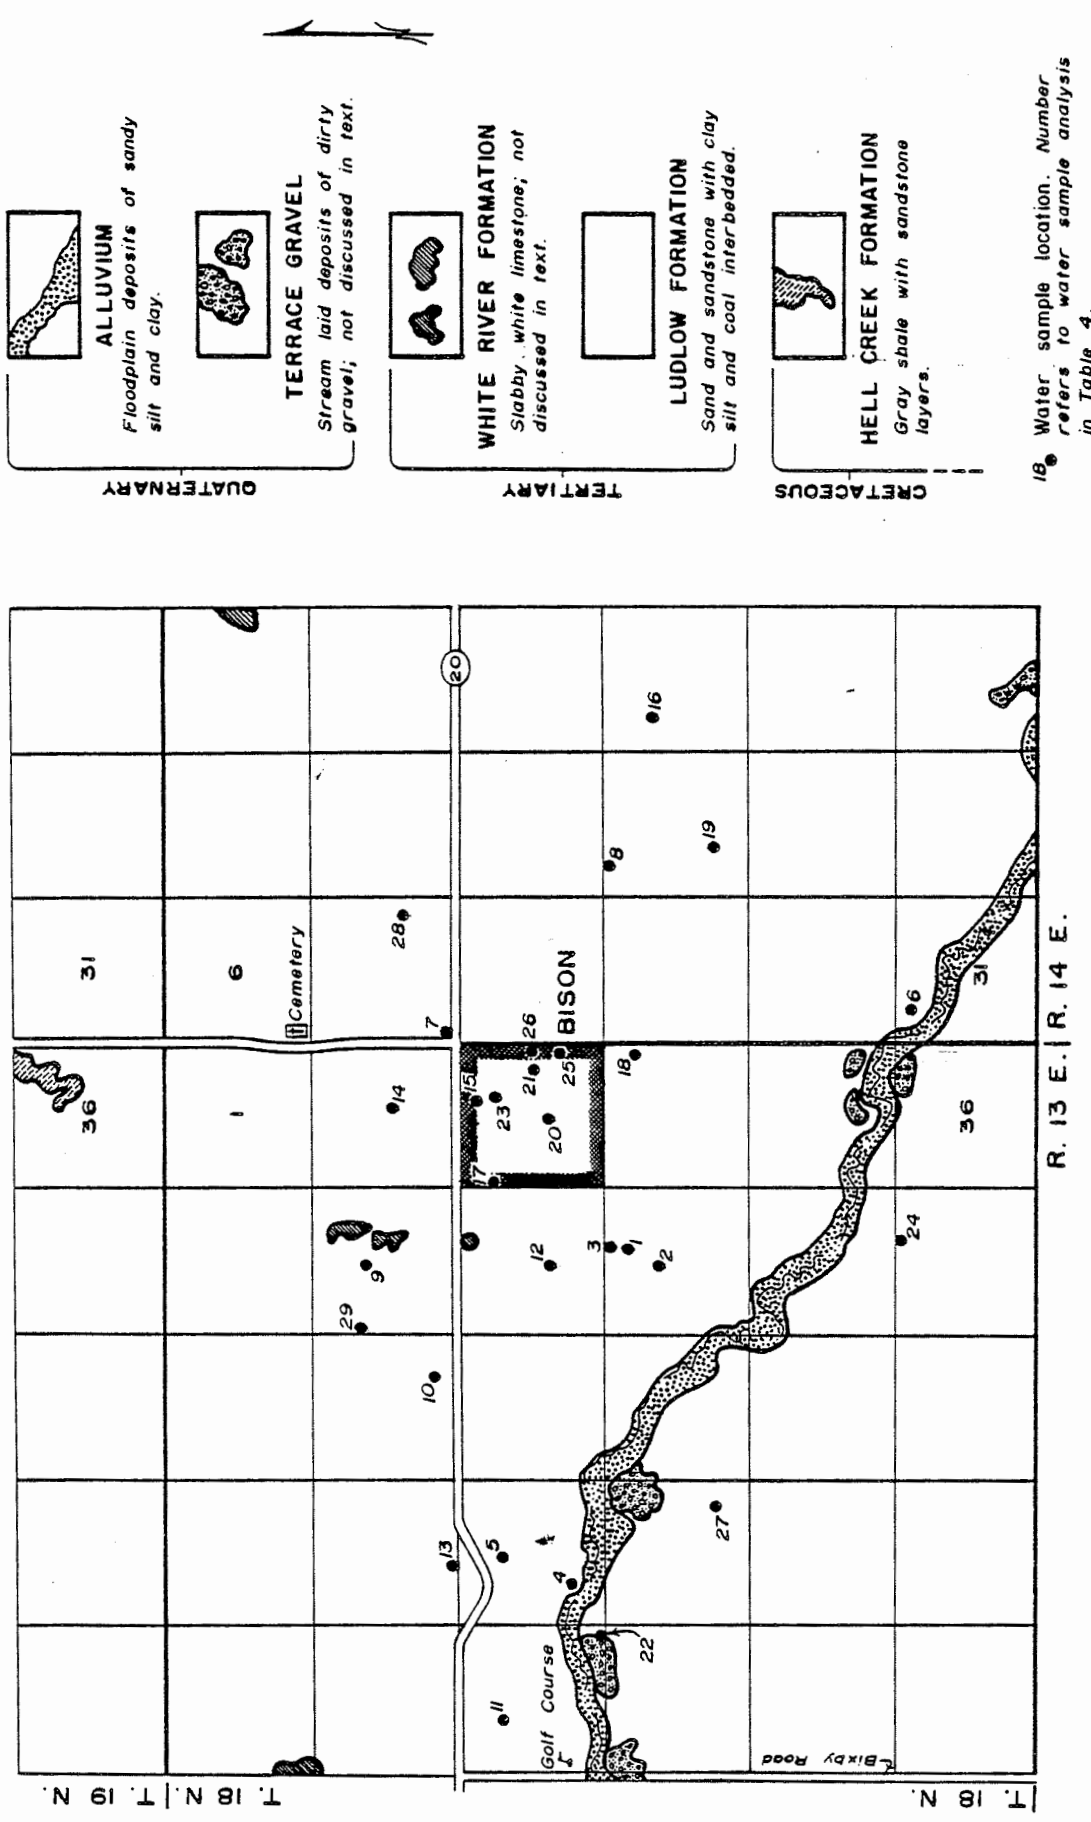 QUATERNARY
ALLUVIUM
Floodplain deposits of sandy
silt and clay.
TERRACE GRAVEL
Stream laid deposits of dirty
gravel; not discussed in text.
TERTIARY
WHITE RIVER FORMATION
Slabby white limestone; not
discussed in text.
LUDLOW FORMATION
Sand and sandstone with clay
silt and coal interbedded.
CRETACEOUS
HELL CREEK FORMATION
Gray shale with sandstone
layers.
18
Water sample location. Number
refers to water sample analysis
in Table 4.
T. 19 N.
T. 18 N.
36
31
1
6
Cemetery
29
9
14
28
10
7
13
20
5
11
12
17
15
23
20
21
26
25
BISON
Golf Course
4
22
3
1
2
18
8
16
27
19
Bixby Road
24
6
36
31
T. 18 N.
R. 13 E.
R. 14 E.